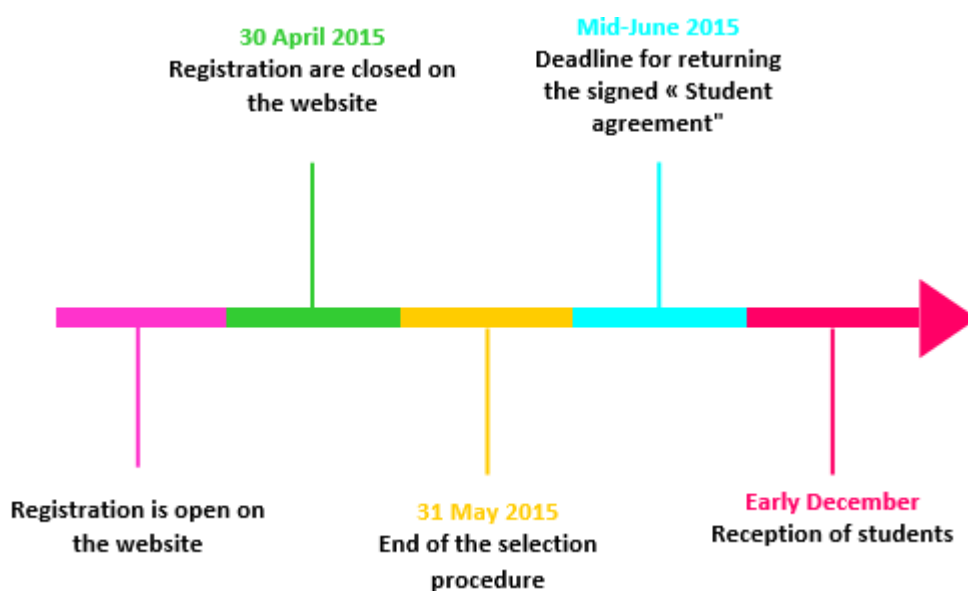 30 April 2015
Registration are closed on
the website
Mid-June 2015
Deadline for returning
the signed « Student
agreement"
Registration is open on
the website
31 May 2015
End of the selection
procedure
Early December
Reception of students